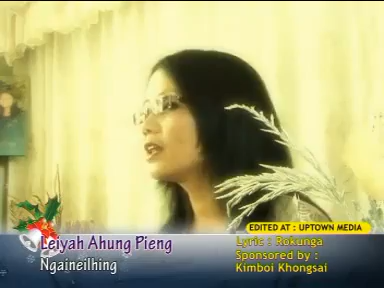 EDITED AT : UPTOWN MEDIA
Leiyah Ahung Pieng
Ngaineilhing
Lyric : Rokunga
Sponsored by :
Kimboi Khongsai